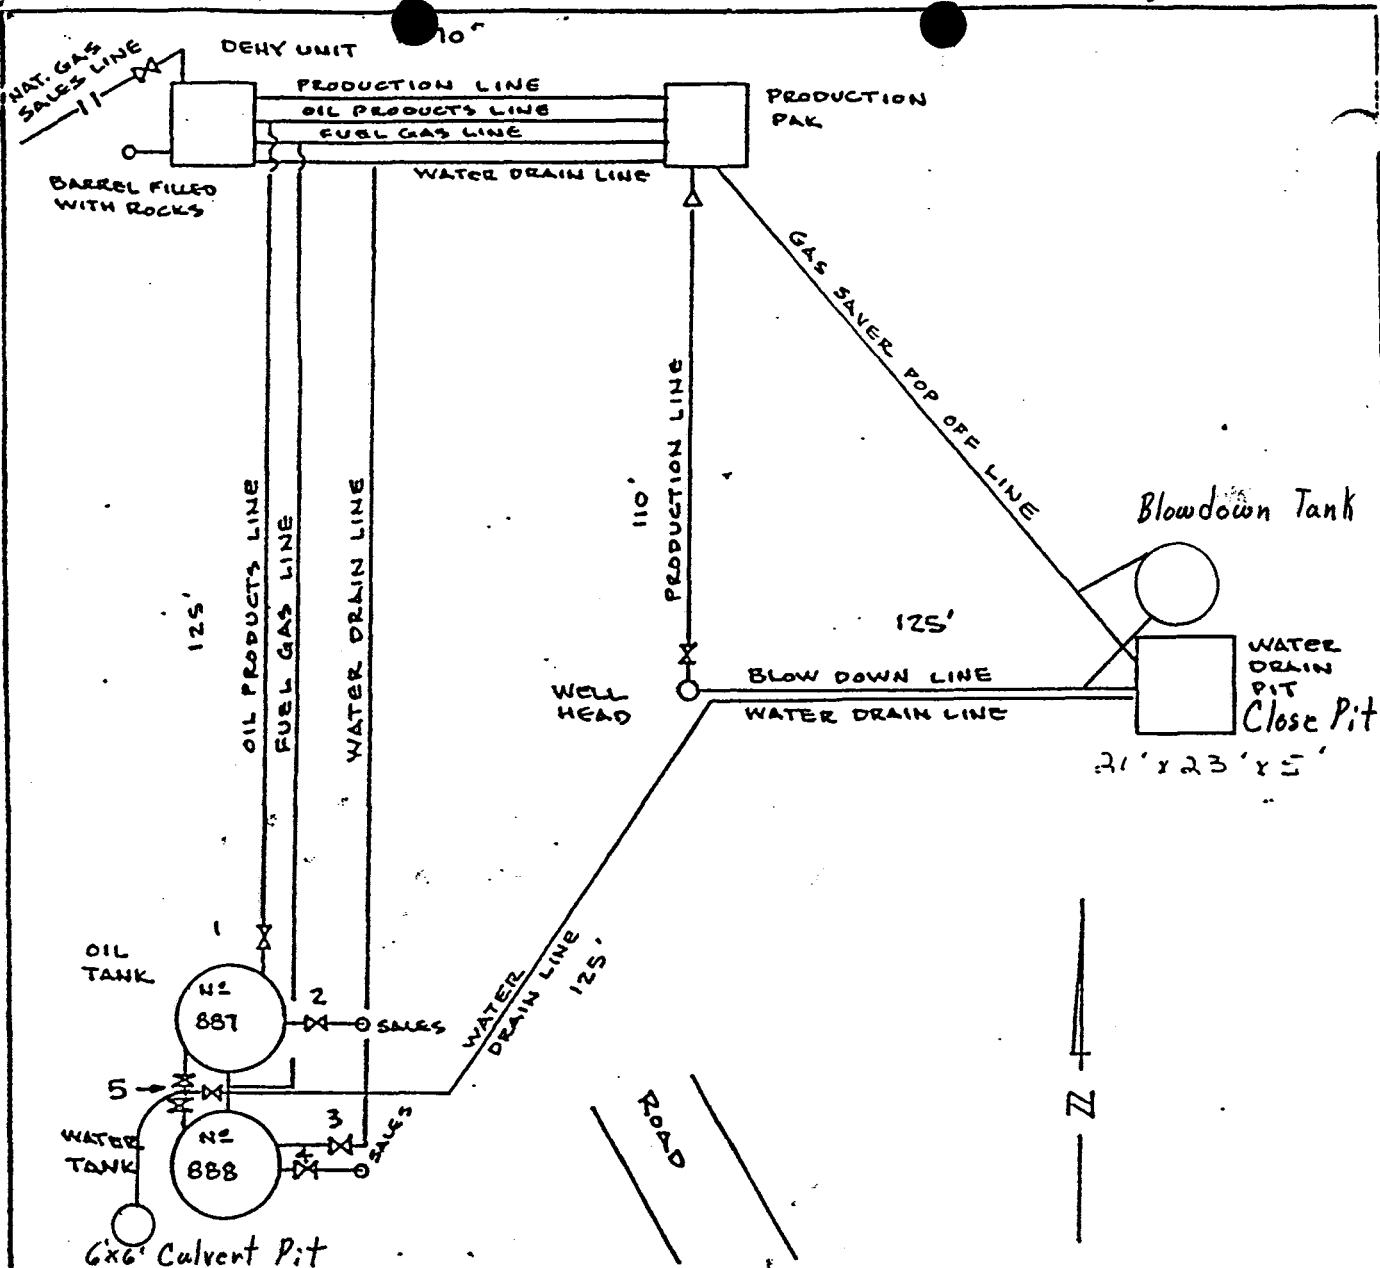 NAT. GAS
SALES LINE
DEHY UNIT
PRODUCTION LINE
OIL PRODUCTS LINE
FUEL GAS LINE
WATER DRAIN LINE
PRODUCTION
PAK
BARREL FILLED
WITH ROCKS
GAS SAVER POP OFF LINE
PRODUCTION LINE
110'
Blowdown Tank
125'
OIL PRODUCTS LINE
FUEL GAS LINE
WATER DRAIN LINE
125'
WELL
HEAD
BLOW DOWN LINE
WATER DRAIN LINE
WATER
DRAIN
PIT
Close Pit
21' x 23' x 5'
1
OIL
TANK
Nº
887
2
SALES
WATER
DRAIN LINE
125'
5
WATER
TANK
Nº
888
3
4
SALES
6'x6' Culvert Pit
ROAD
N